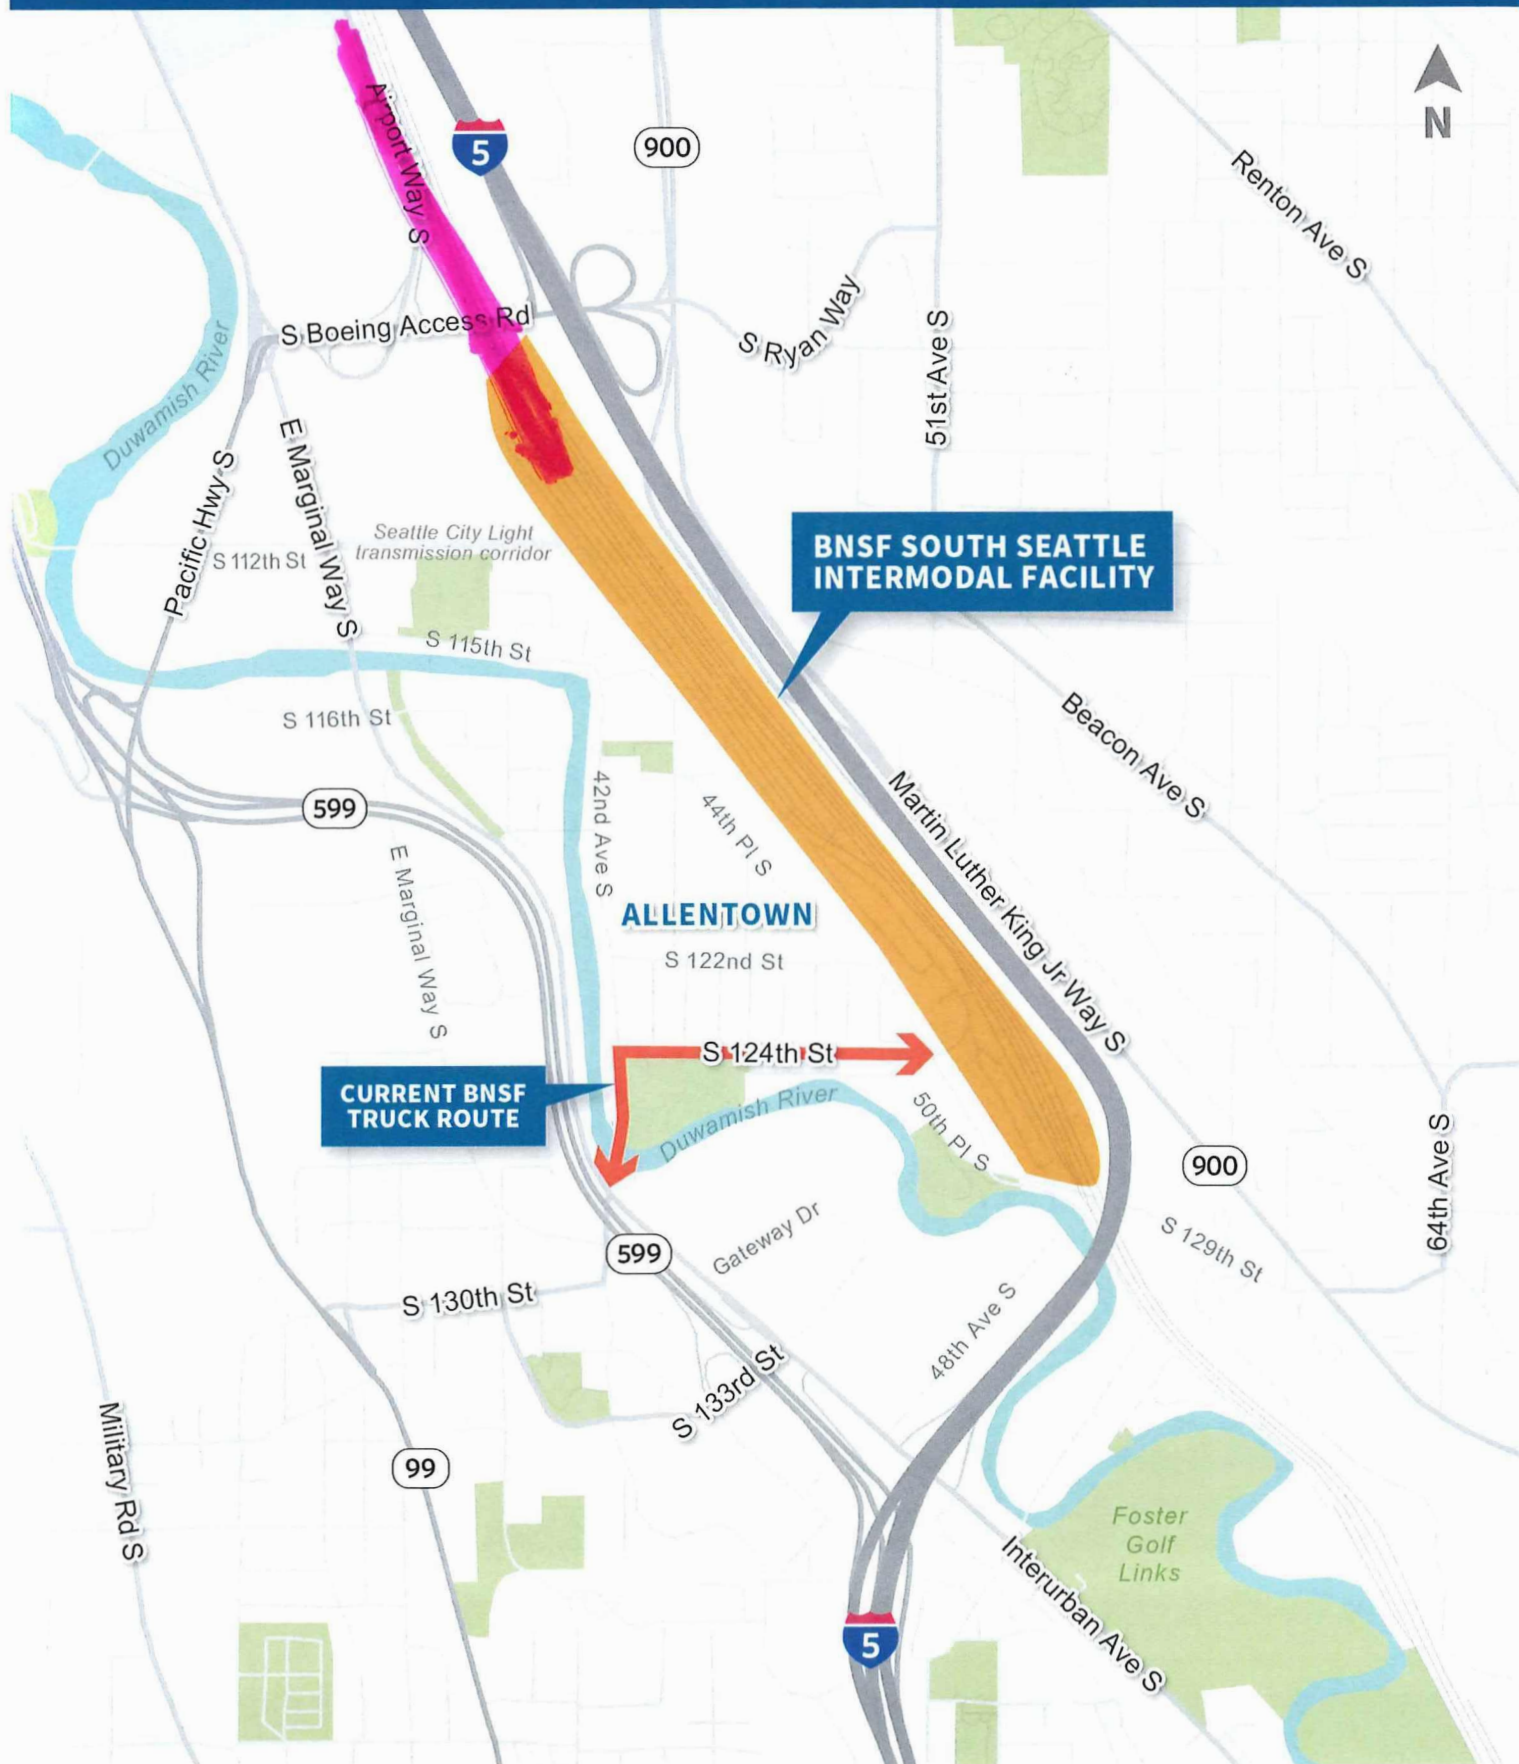 Airport Way S
5
900
N
Renton Ave S
S Boeing Access Rd
S Ryan Way
51st Ave S
Duwamish River
Pacific Hwy S
E Marginal Way S
S 112th St
Seattle City Light
transmission corridor
BNSF SOUTH SEATTLE
INTERMODAL FACILITY
S 115th St
S 116th St
Beacon Ave S
599
42nd Ave S
44th Pl S
Martin Luther King Jr Way S
E Marginal Way S
ALLENTOWN
S 122nd St
S 124th St
CURRENT BNSF
TRUCK ROUTE
Duwamish River
50th Pl S
900
64th Ave S
S 129th St
Gateway Dr
599
S 130th St
48th Ave S
S 133rd St
Military Rd S
99
Foster
Golf
Links
Interurban Ave S
5